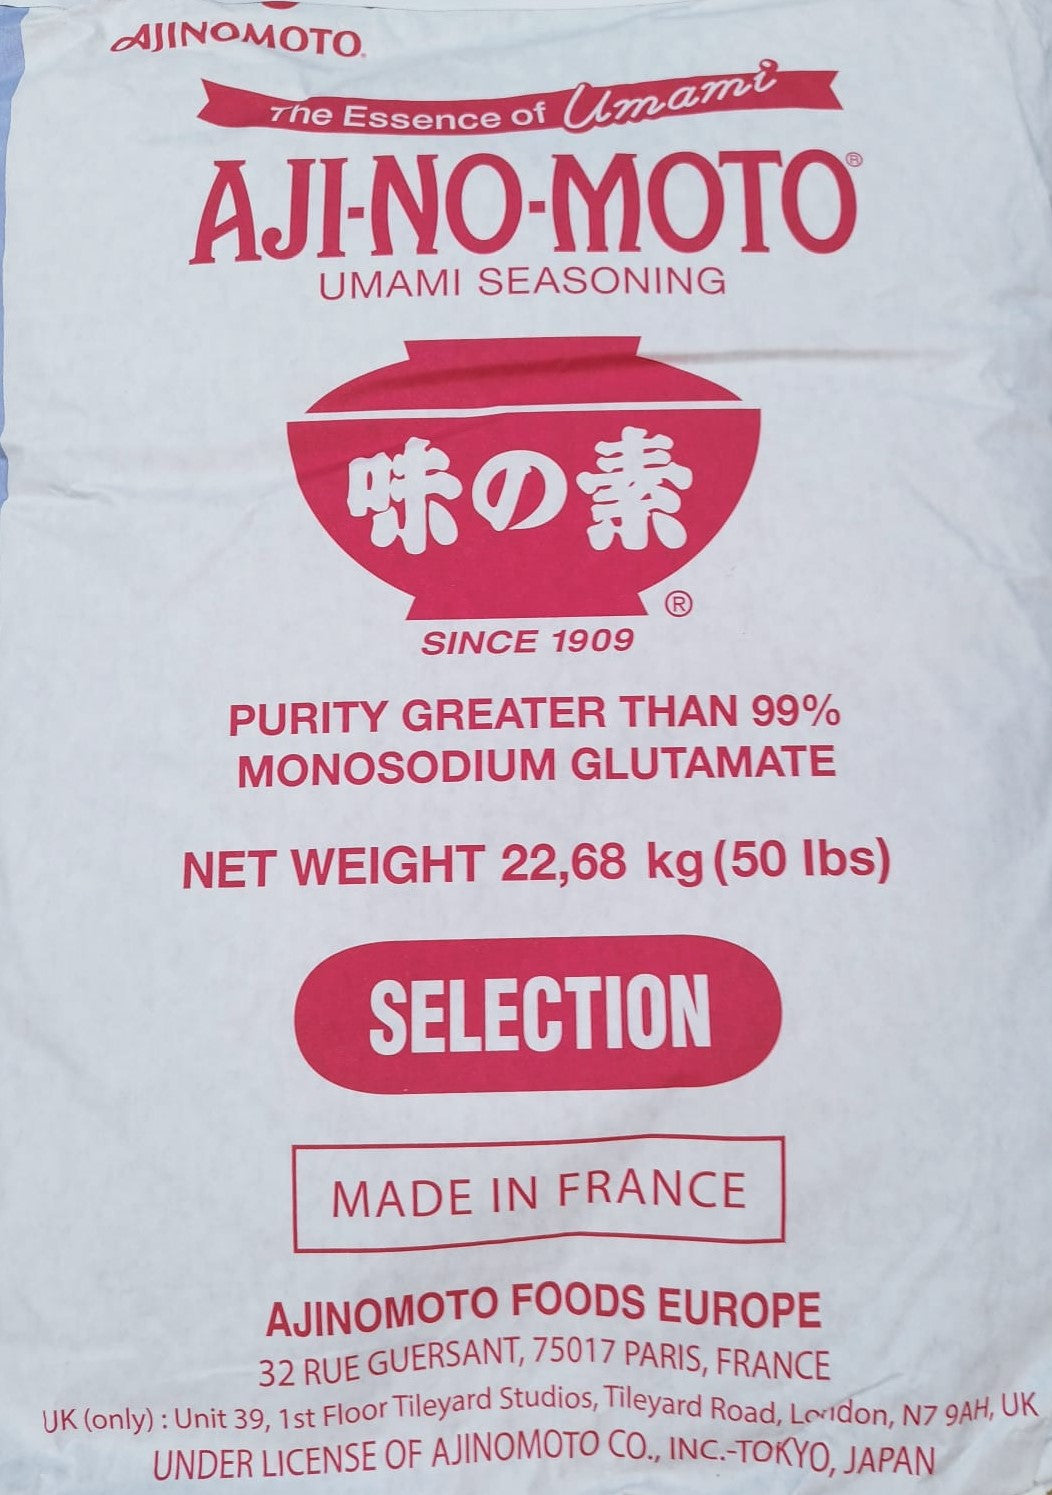 AJINOMOTO®
The Essence of Umami
AJI-NO-MOTO®
UMAMI SEASONING
味の素
®
SINCE 1909
PURITY GREATER THAN 99%
MONOSODIUM GLUTAMATE
NET WEIGHT 22,68 kg (50 lbs)
SELECTION
MADE IN FRANCE
AJINOMOTO FOODS EUROPE
32 RUE GUERSANT, 75017 PARIS, FRANCE
UK (only) : Unit 39, 1st Floor Tileyard Studios, Tileyard Road, London, N7 9AH, UK
UNDER LICENSE OF AJINOMOTO CO., INC.-TOKYO, JAPAN